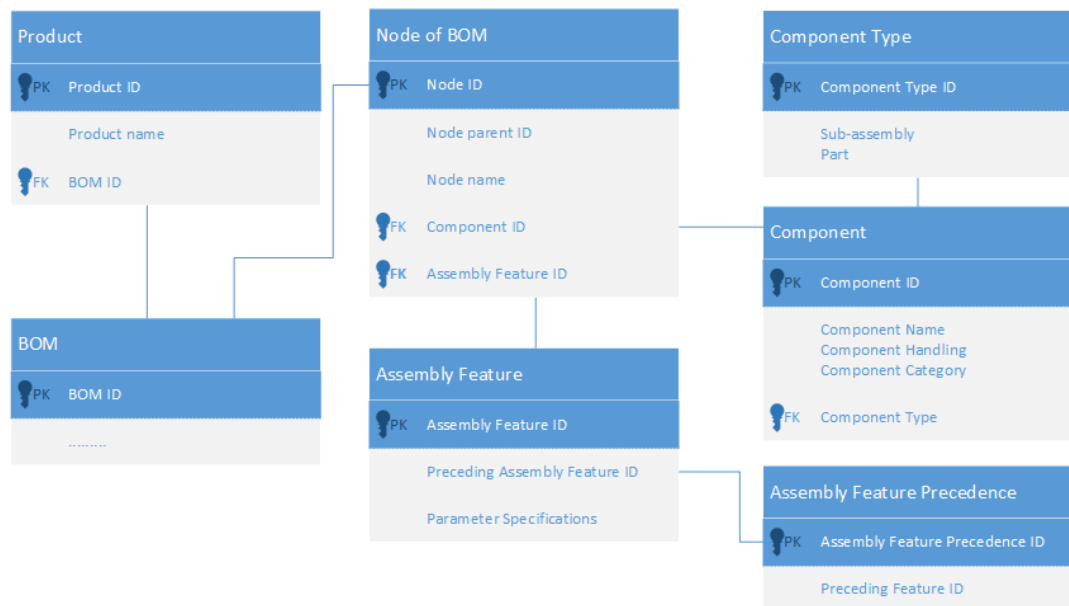 Product
PK Product ID
Product name
FK BOM ID
BOM
PK BOM ID
.........
Node of BOM
PK Node ID
Node parent ID
Node name
FK Component ID
FK Assembly Feature ID
Assembly Feature
PK Assembly Feature ID
Preceding Assembly Feature ID
Parameter Specifications
Component Type
PK Component Type ID
Sub-assembly
Part
Component
PK Component ID
Component Name
Component Handling
Component Category
FK Component Type
Assembly Feature Precedence
PK Assembly Feature Precedence ID
Preceding Feature ID